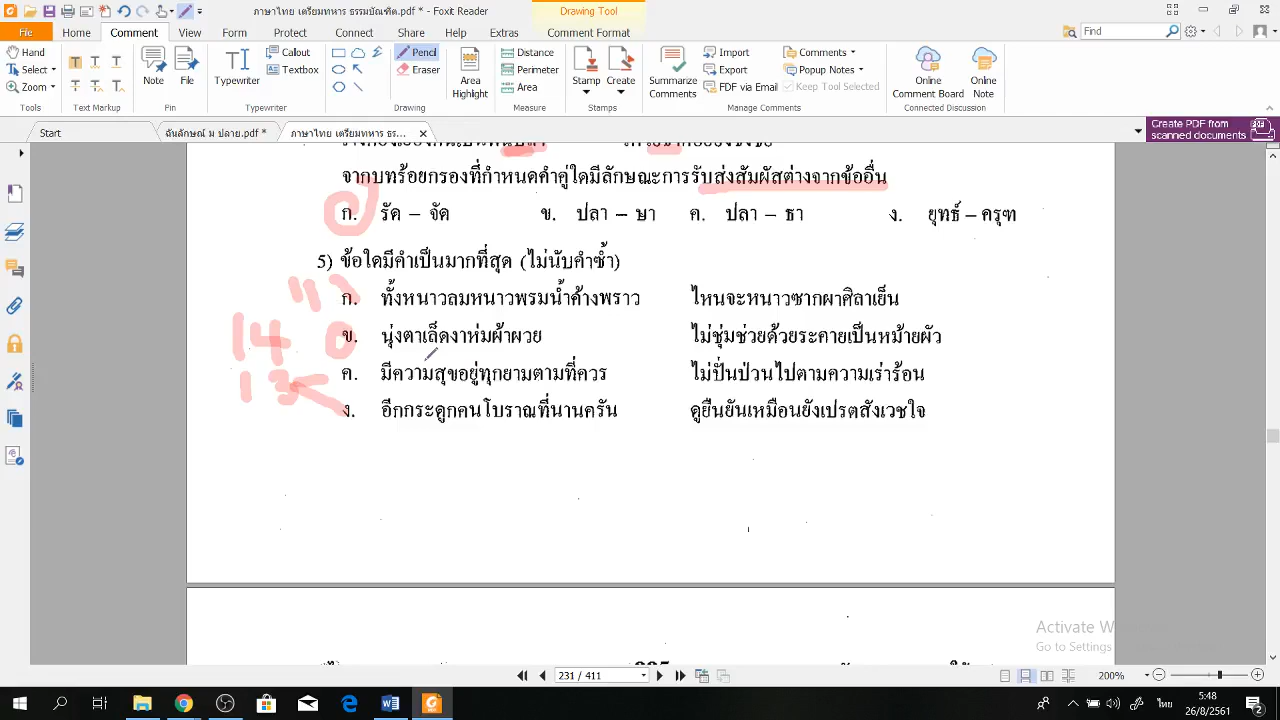 ภาษาไทย เตรียมทหาร ธรรมบัณฑิต.pdf * - Foxit Reader
Drawing Tool
File Home Comment View Form Protect Connect Share Help Extras Comment Format Find
Hand Select Zoom Tools
Text Markup
Note File Pin
Typewriter Callout Textbox Typewriter
Pencil Eraser Drawing
Area Highlight Distance Perimeter Area Measure
Stamp Create Stamps
Summarize Comments Import Export FDF via Email Comments Popup Notes Keep Tool Selected Manage Comments
Online Comment Board Online Note Connected Discussion
Start ฉันลักษณ์ ม ปลาย.pdf * ภาษาไทย เตรียมทหาร ธร... Create PDF from scanned documents
จากบทร้อยกรองที่กำหนดคำคู่ใดมีลักษณะการรับส่งสัมผัสต่างจากข้ออื่น
ก. รัด – จัด ข. ปลา – ษา ค. ปลา – ธา ง. ยุทธ์ – ครุฑ
5) ข้อใดมีคำเป็นมากที่สุด (ไม่นับคำซ้ำ)
ก. ทั้งหนาวลมหนาวพรมน้ำค้างพราว ไหนจะหนาวซากผาศิลาเย็น
ข. นุ่งตาเล็ดงาห่มผ้าผวย ไม่ชุ่มช่วยด้วยระคายเป็นหม้ายผัว
ค. มีความสุขอยู่ทุกยามตามที่ควร ไม่ปั่นป่วนไปตามความเร่าร้อน
ง. อีกกระดูกคนโบราณที่นานครัน ดูยืนยันเหมือนยังเปรตสังเวชใจ
14
13
Activate W
Go to Settings
231 / 411 200%
ไทย 5:48
26/8/2561